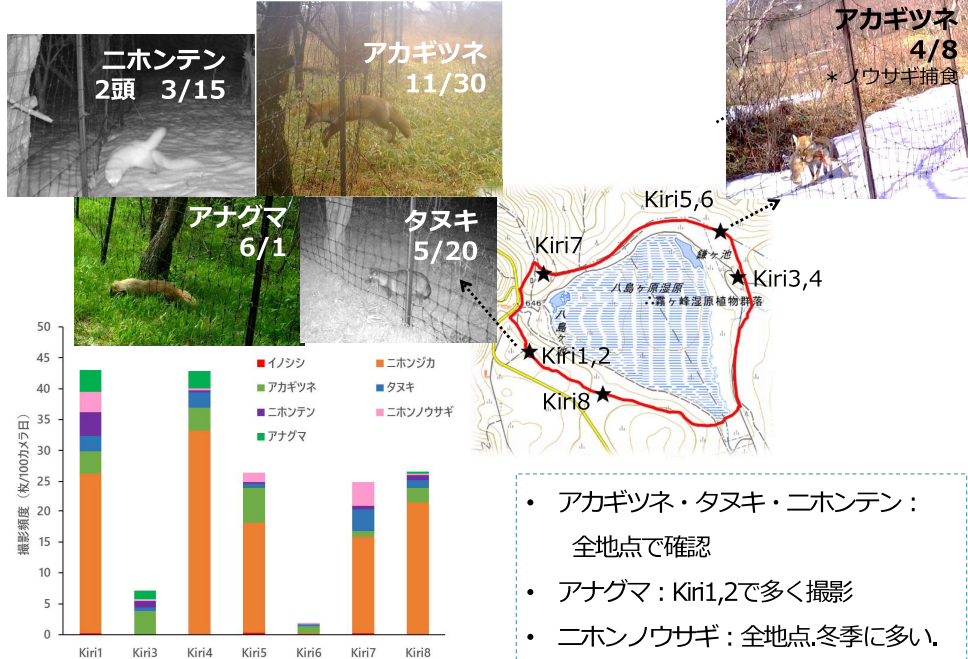 ニホンテン
2頭 3/15
アカギツネ
11/30
アカギツネ
4/8
＊ノウサギ捕食
アナグマ
6/1
タヌキ
5/20
Kiri5,6
Kiri7
鎌ヶ池
Kiri3,4
八島ヶ原湿原
∴霧ヶ峰湿原植物群落
1646
八島ヶ池
Kiri1,2
Kiri8
50
45
40
35
30
25
20
15
10
5
0
撮影頻度（枚/100カメラ日）
イノシシ
ニホンジカ
アカギツネ
タヌキ
ニホンテン
ニホンノウサギ
アナグマ
Kiri1 Kiri3 Kiri4 Kiri5 Kiri6 Kiri7 Kiri8
• アカギツネ・タヌキ・ニホンテン：
全地点で確認
• アナグマ：Kiri1,2で多く撮影
• ニホンノウサギ：全地点.冬季に多い.